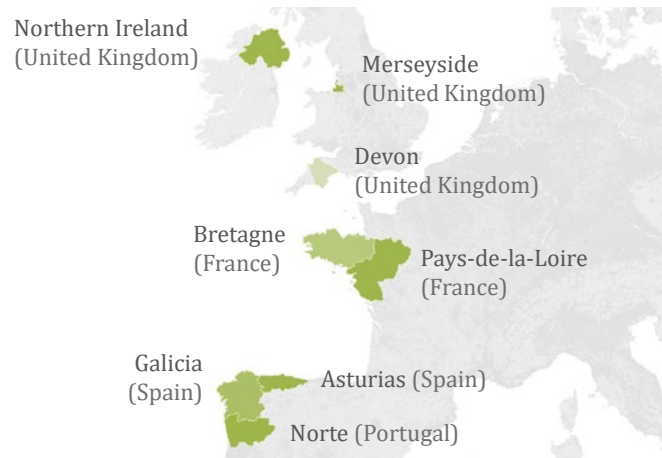 Northern Ireland
(United Kingdom)
Merseyside
(United Kingdom)
Devon
(United Kingdom)
Bretagne
(France)
Pays-de-la-Loire
(France)
Galicia
(Spain)
Asturias (Spain)
Norte (Portugal)